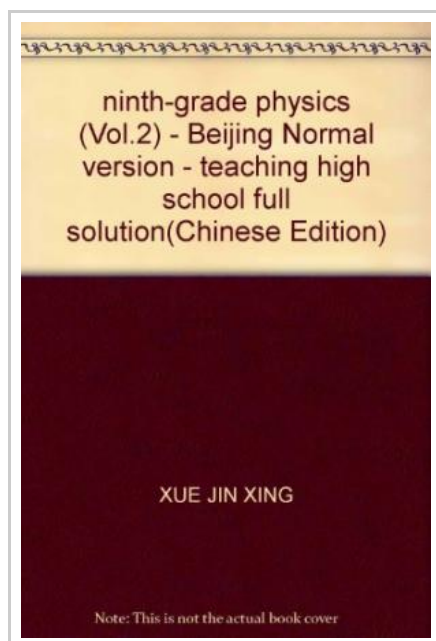 ninth-grade physics
(Vol.2) - Beijing Normal
version - teaching high
school full
solution(Chinese Edition)
XUE JIN XING
Note: This is not the actual book cover